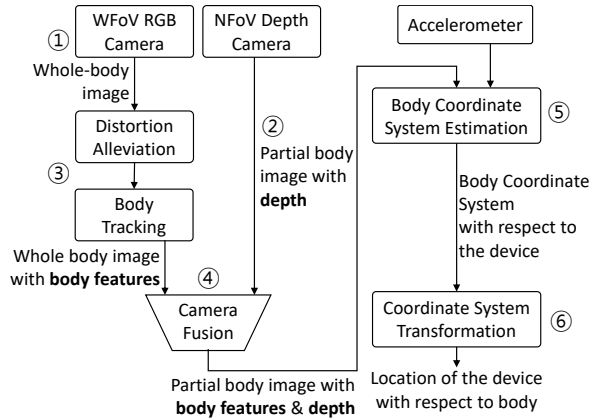 ①
WFoV RGB
Camera
NFoV Depth
Camera
Accelerometer
Whole-body
image
②
Partial body
image with
depth
Distortion
Alleviation
③
Body
Tracking
Whole body image
with body features
④
Camera
Fusion
Partial body image with
body features & depth
Body Coordinate
System Estimation
⑤
Body Coordinate
System
with respect to
the device
Coordinate System
Transformation
⑥
Location of the device
with respect to body